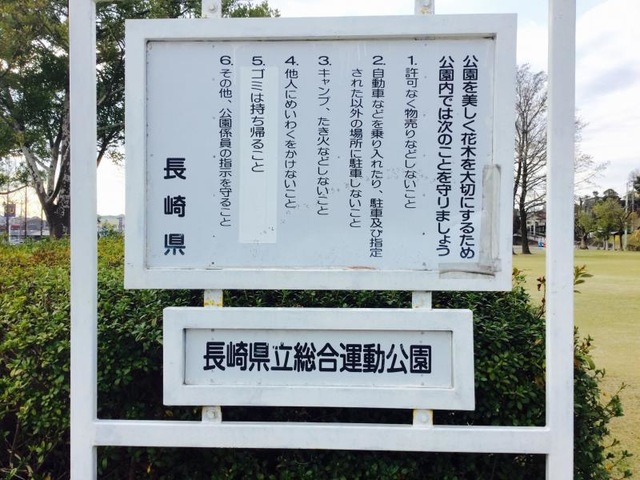 公園を美しく花木を大切にするため
公園内では次のことを守りましょう
1. 許可なく物売りなどしないこと
2. 自動車などを乗り入れたり、駐車及び指定
された以外の場所に駐車しないこと
3. キャンプ、たき火などしないこと
4. 他人にめいわくをかけないこと
5. ゴミは持ち帰ること
6. その他、公園係員の指示を守ること
長崎県
長崎県立総合運動公園